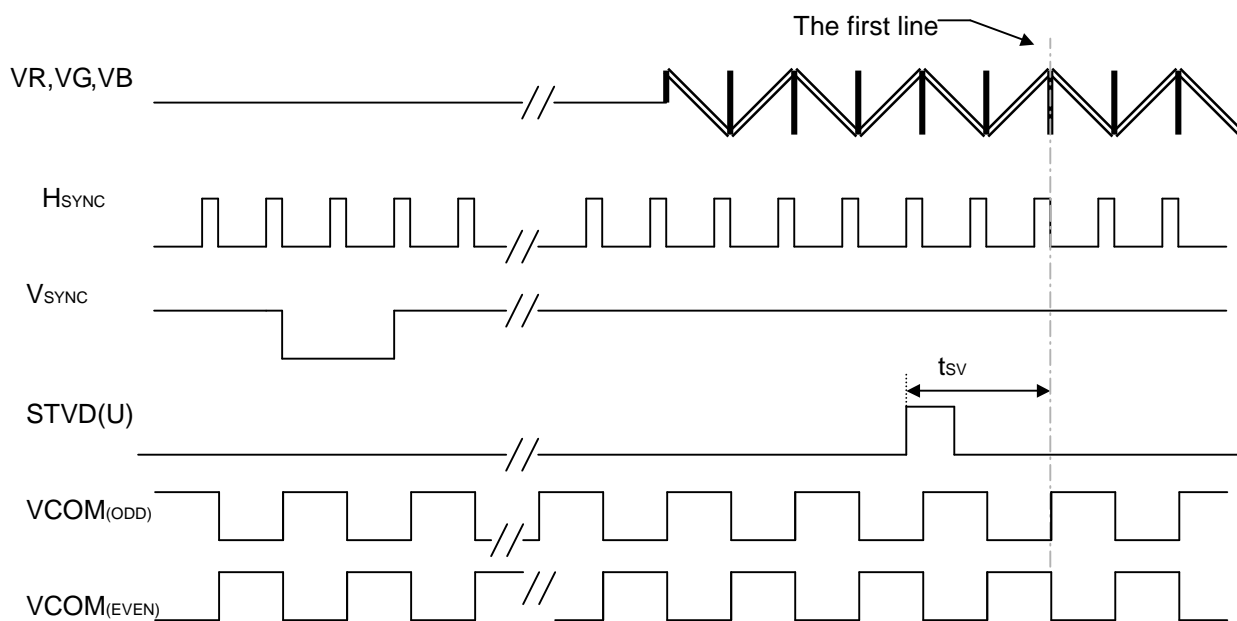 The first line
VR,VG,VB
HSYNC
VSYNC
tSV
STVD(U)
VCOM(ODD)
VCOM(EVEN)